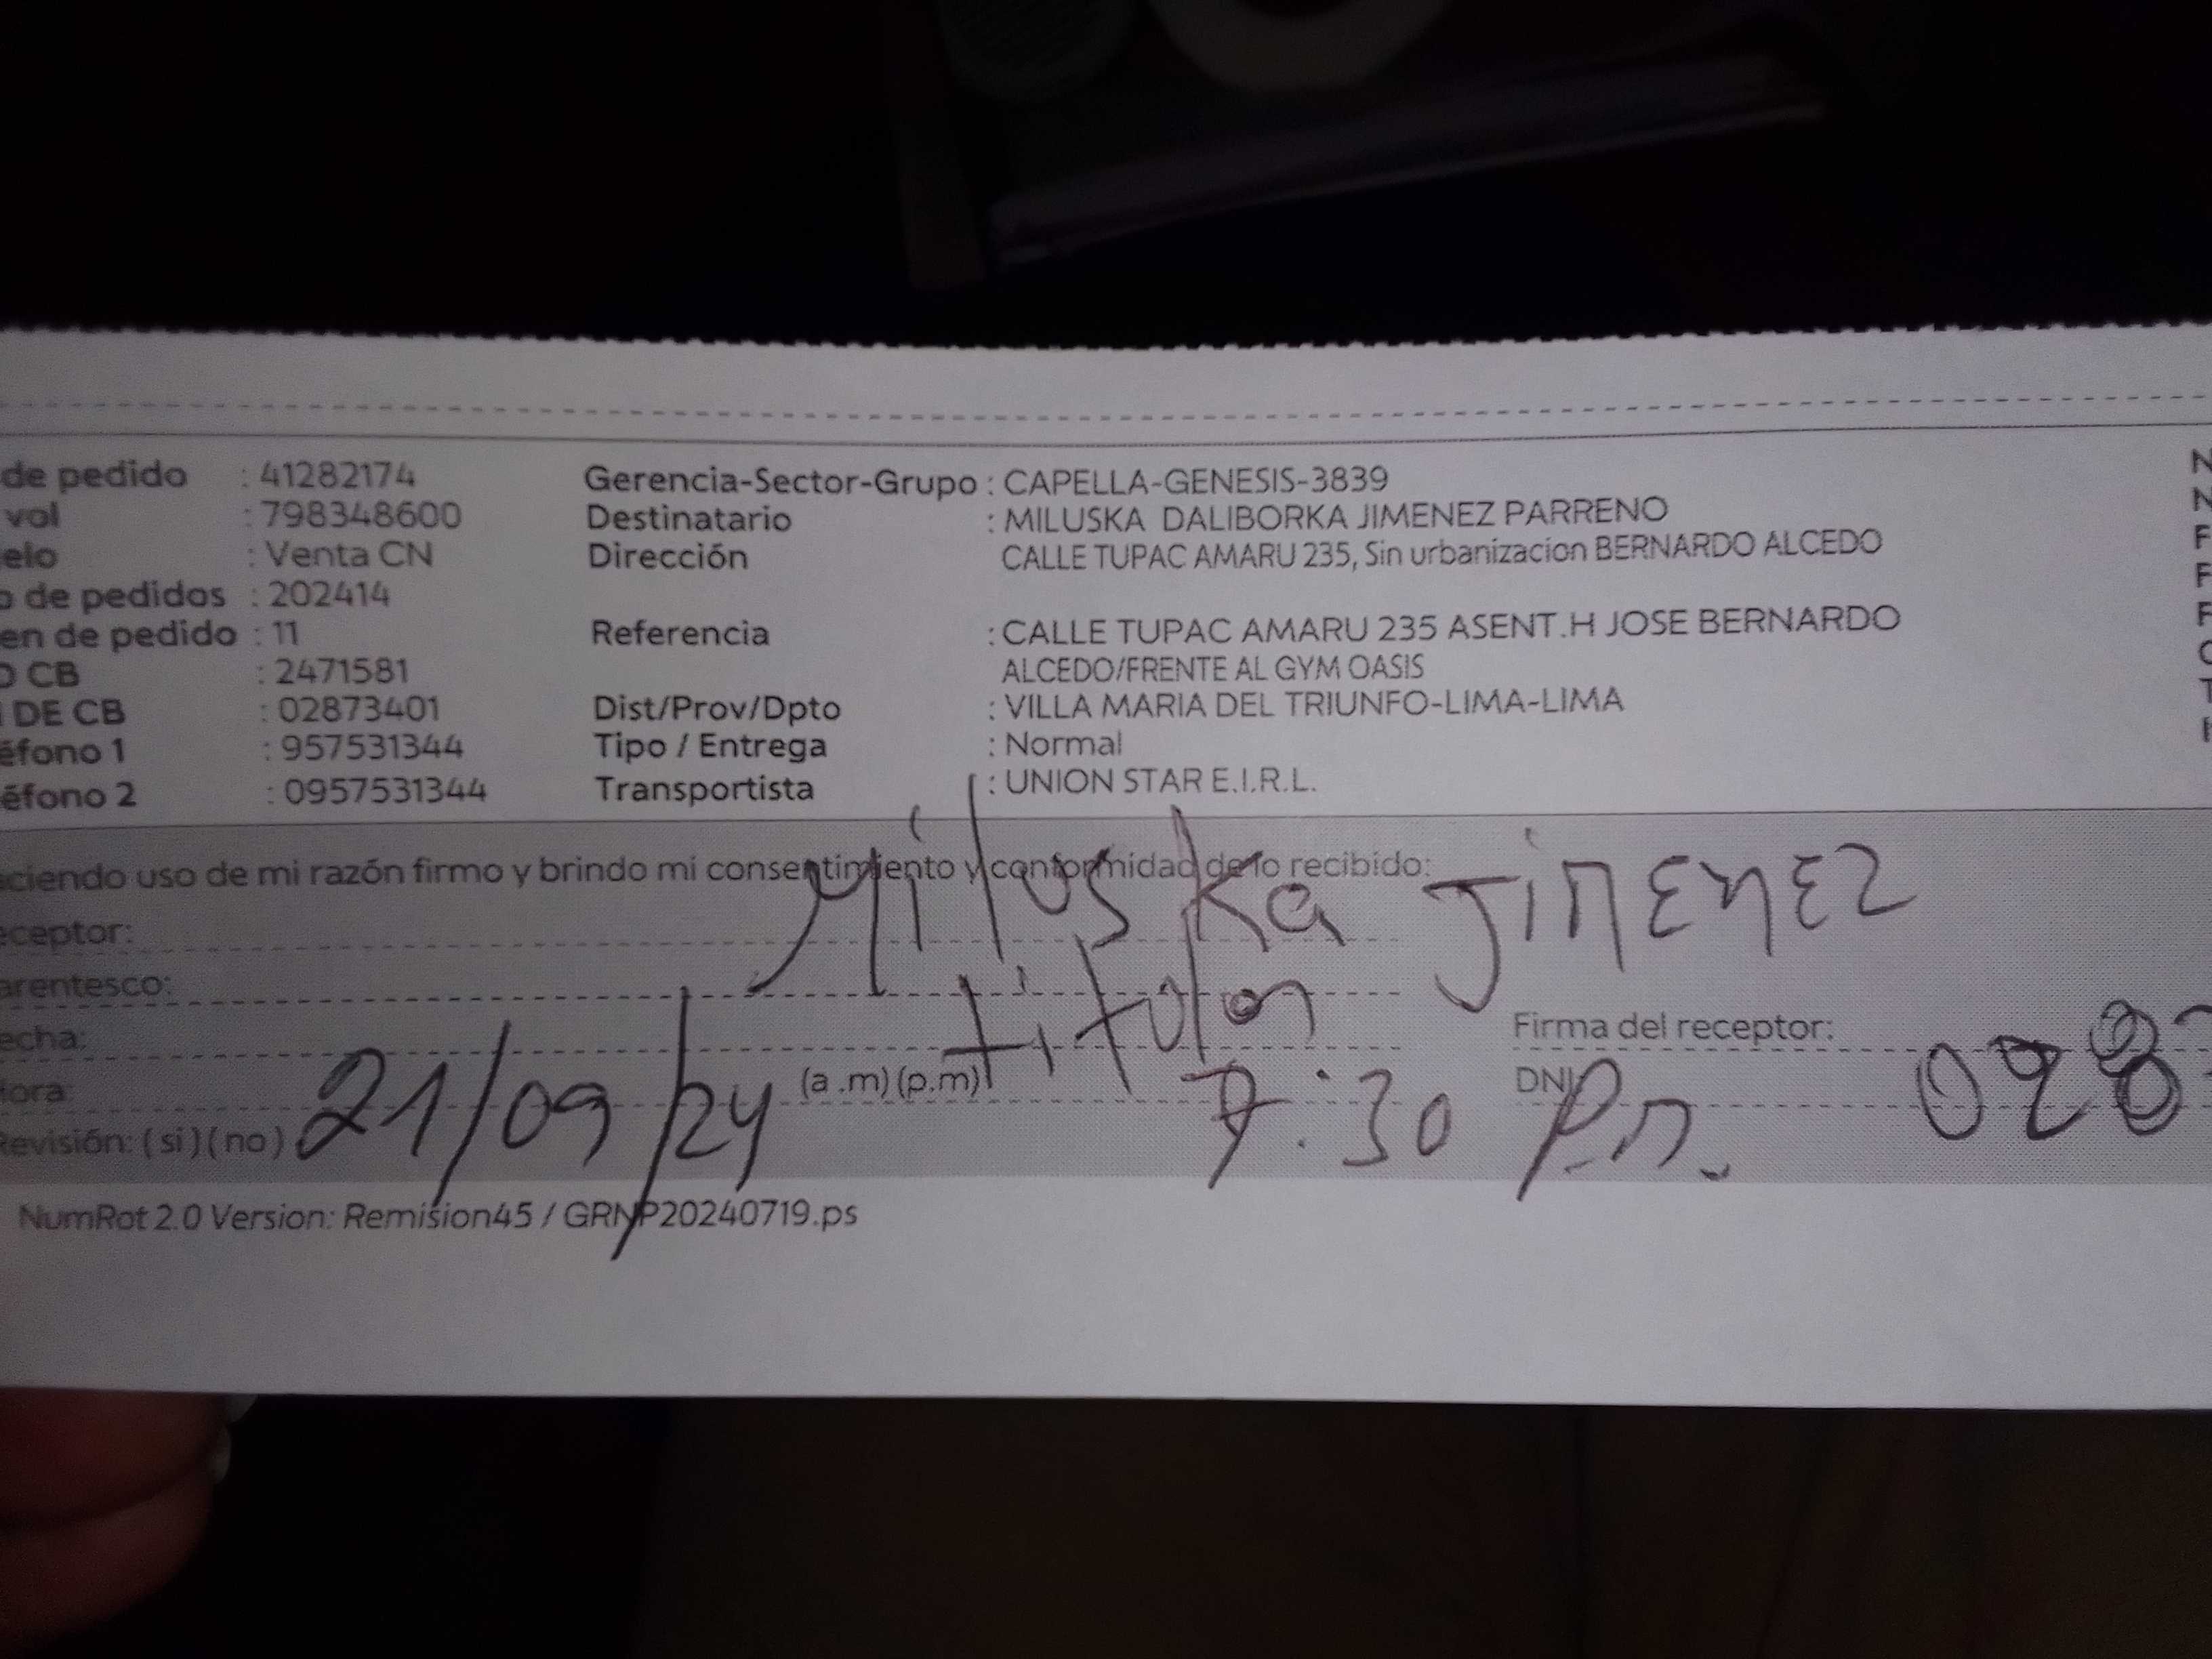 de pedido : 41282174 Gerencia-Sector-Grupo : CAPELLA-GENESIS-3839
vol : 798348600 Destinatario : MILUSKA DALIBORKA JIMENEZ PARRENO
elo : Venta CN Dirección CALLE TUPAC AMARU 235, Sin urbanizacion BERNARDO ALCEDO
o de pedidos : 202414
en de pedido : 11 Referencia : CALLE TUPAC AMARU 235 ASENT.H JOSE BERNARDO
O CB : 2471581 ALCEDO/FRENTE AL GYM OASIS
DE CB : 02873401 Dist/Prov/Dpto : VILLA MARIA DEL TRIUNFO-LIMA-LIMA
éfono 1 : 957531344 Tipo / Entrega : Normal
éfono 2 : 0957531344 Transportista : UNION STAR E.I.R.L.
aciendo uso de mi razón firmo y brindo mi consentimiento y conformidad de lo recibido:
eceptor: Miluska JIMENEZ
arentesco: titular
echa: Firma del receptor:
Hora: (a .m) (p.m) DNI:
Revisión: ( si ) ( no ) 21/09/24 7:30 P.m. 028
NumRot 2.0 Version: Remision45 / GRNP20240719.ps